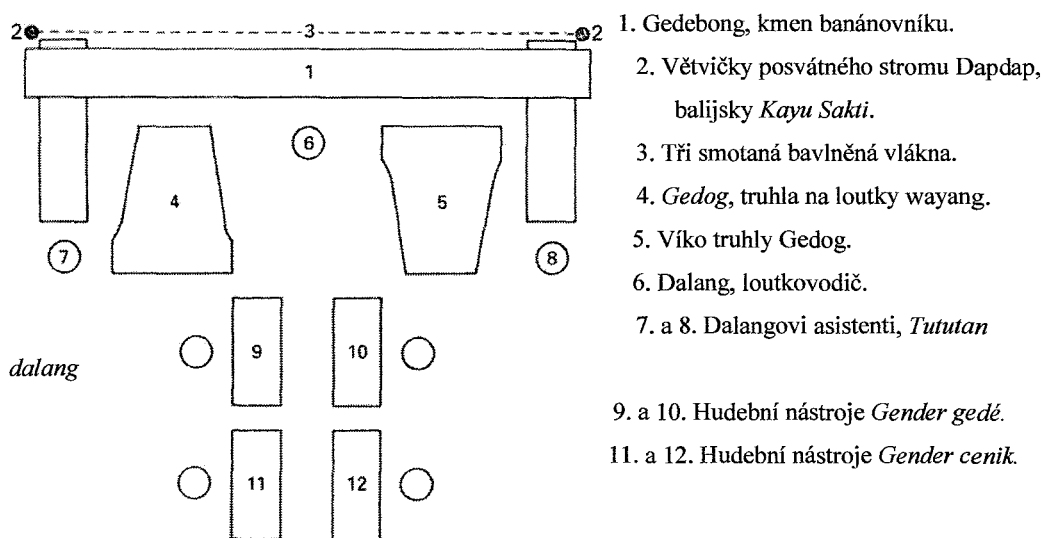 2 3 2
1
6
4 5
7 8
9 10
dalang
11 12
1. Gedebong, kmen banánovníku.
2. Větvičky posvátného stromu Dapdap,
balijsky Kayu Sakti.
3. Tři smotaná bavlněná vlákna.
4. Gedog, truhla na loutky wayang.
5. Víko truhly Gedog.
6. Dalang, loutkovodič.
7. a 8. Dalangovi asistenti, Tututan
9. a 10. Hudební nástroje Gender gedé.
11. a 12. Hudební nástroje Gender cenik.